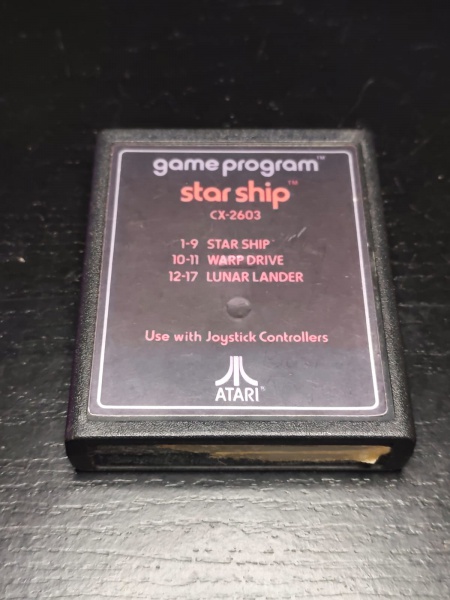 game program™
star ship™
CX-2603
1-9 STAR SHIP
10-11 WARP DRIVE
12-17 LUNAR LANDER
Use with Joystick Controllers
ATARI®